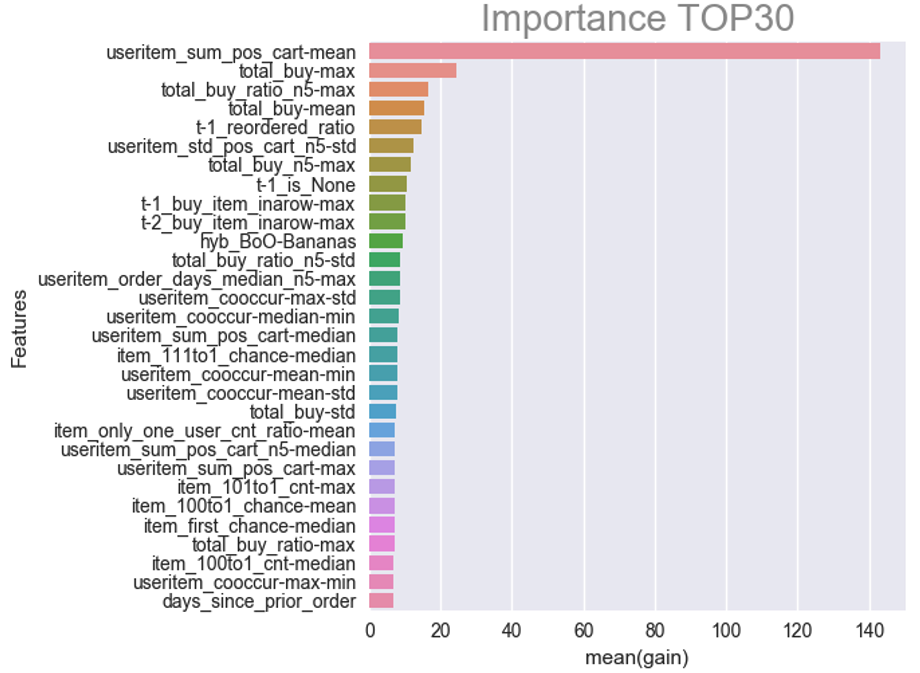 Importance TOP30
useritem_sum_pos_cart-mean
total_buy-max
total_buy_ratio_n5-max
total_buy-mean
t-1_reordered_ratio
useritem_std_pos_cart_n5-std
total_buy_n5-max
t-1_is_None
t-1_buy_item_inarow-max
t-2_buy_item_inarow-max
hyb_BoO-Bananas
total_buy_ratio_n5-std
useritem_order_days_median_n5-max
useritem_cooccur-max-std
useritem_cooccur-median-min
useritem_sum_pos_cart-median
item_111to1_chance-median
useritem_cooccur-mean-min
useritem_cooccur-mean-std
total_buy-std
item_only_one_user_cnt_ratio-mean
useritem_sum_pos_cart_n5-median
useritem_sum_pos_cart-max
item_101to1_cnt-max
item_100to1_chance-mean
item_first_chance-median
total_buy_ratio-max
item_100to1_cnt-median
useritem_cooccur-max-min
days_since_prior_order
Features
0 20 40 60 80 100 120 140
mean(gain)